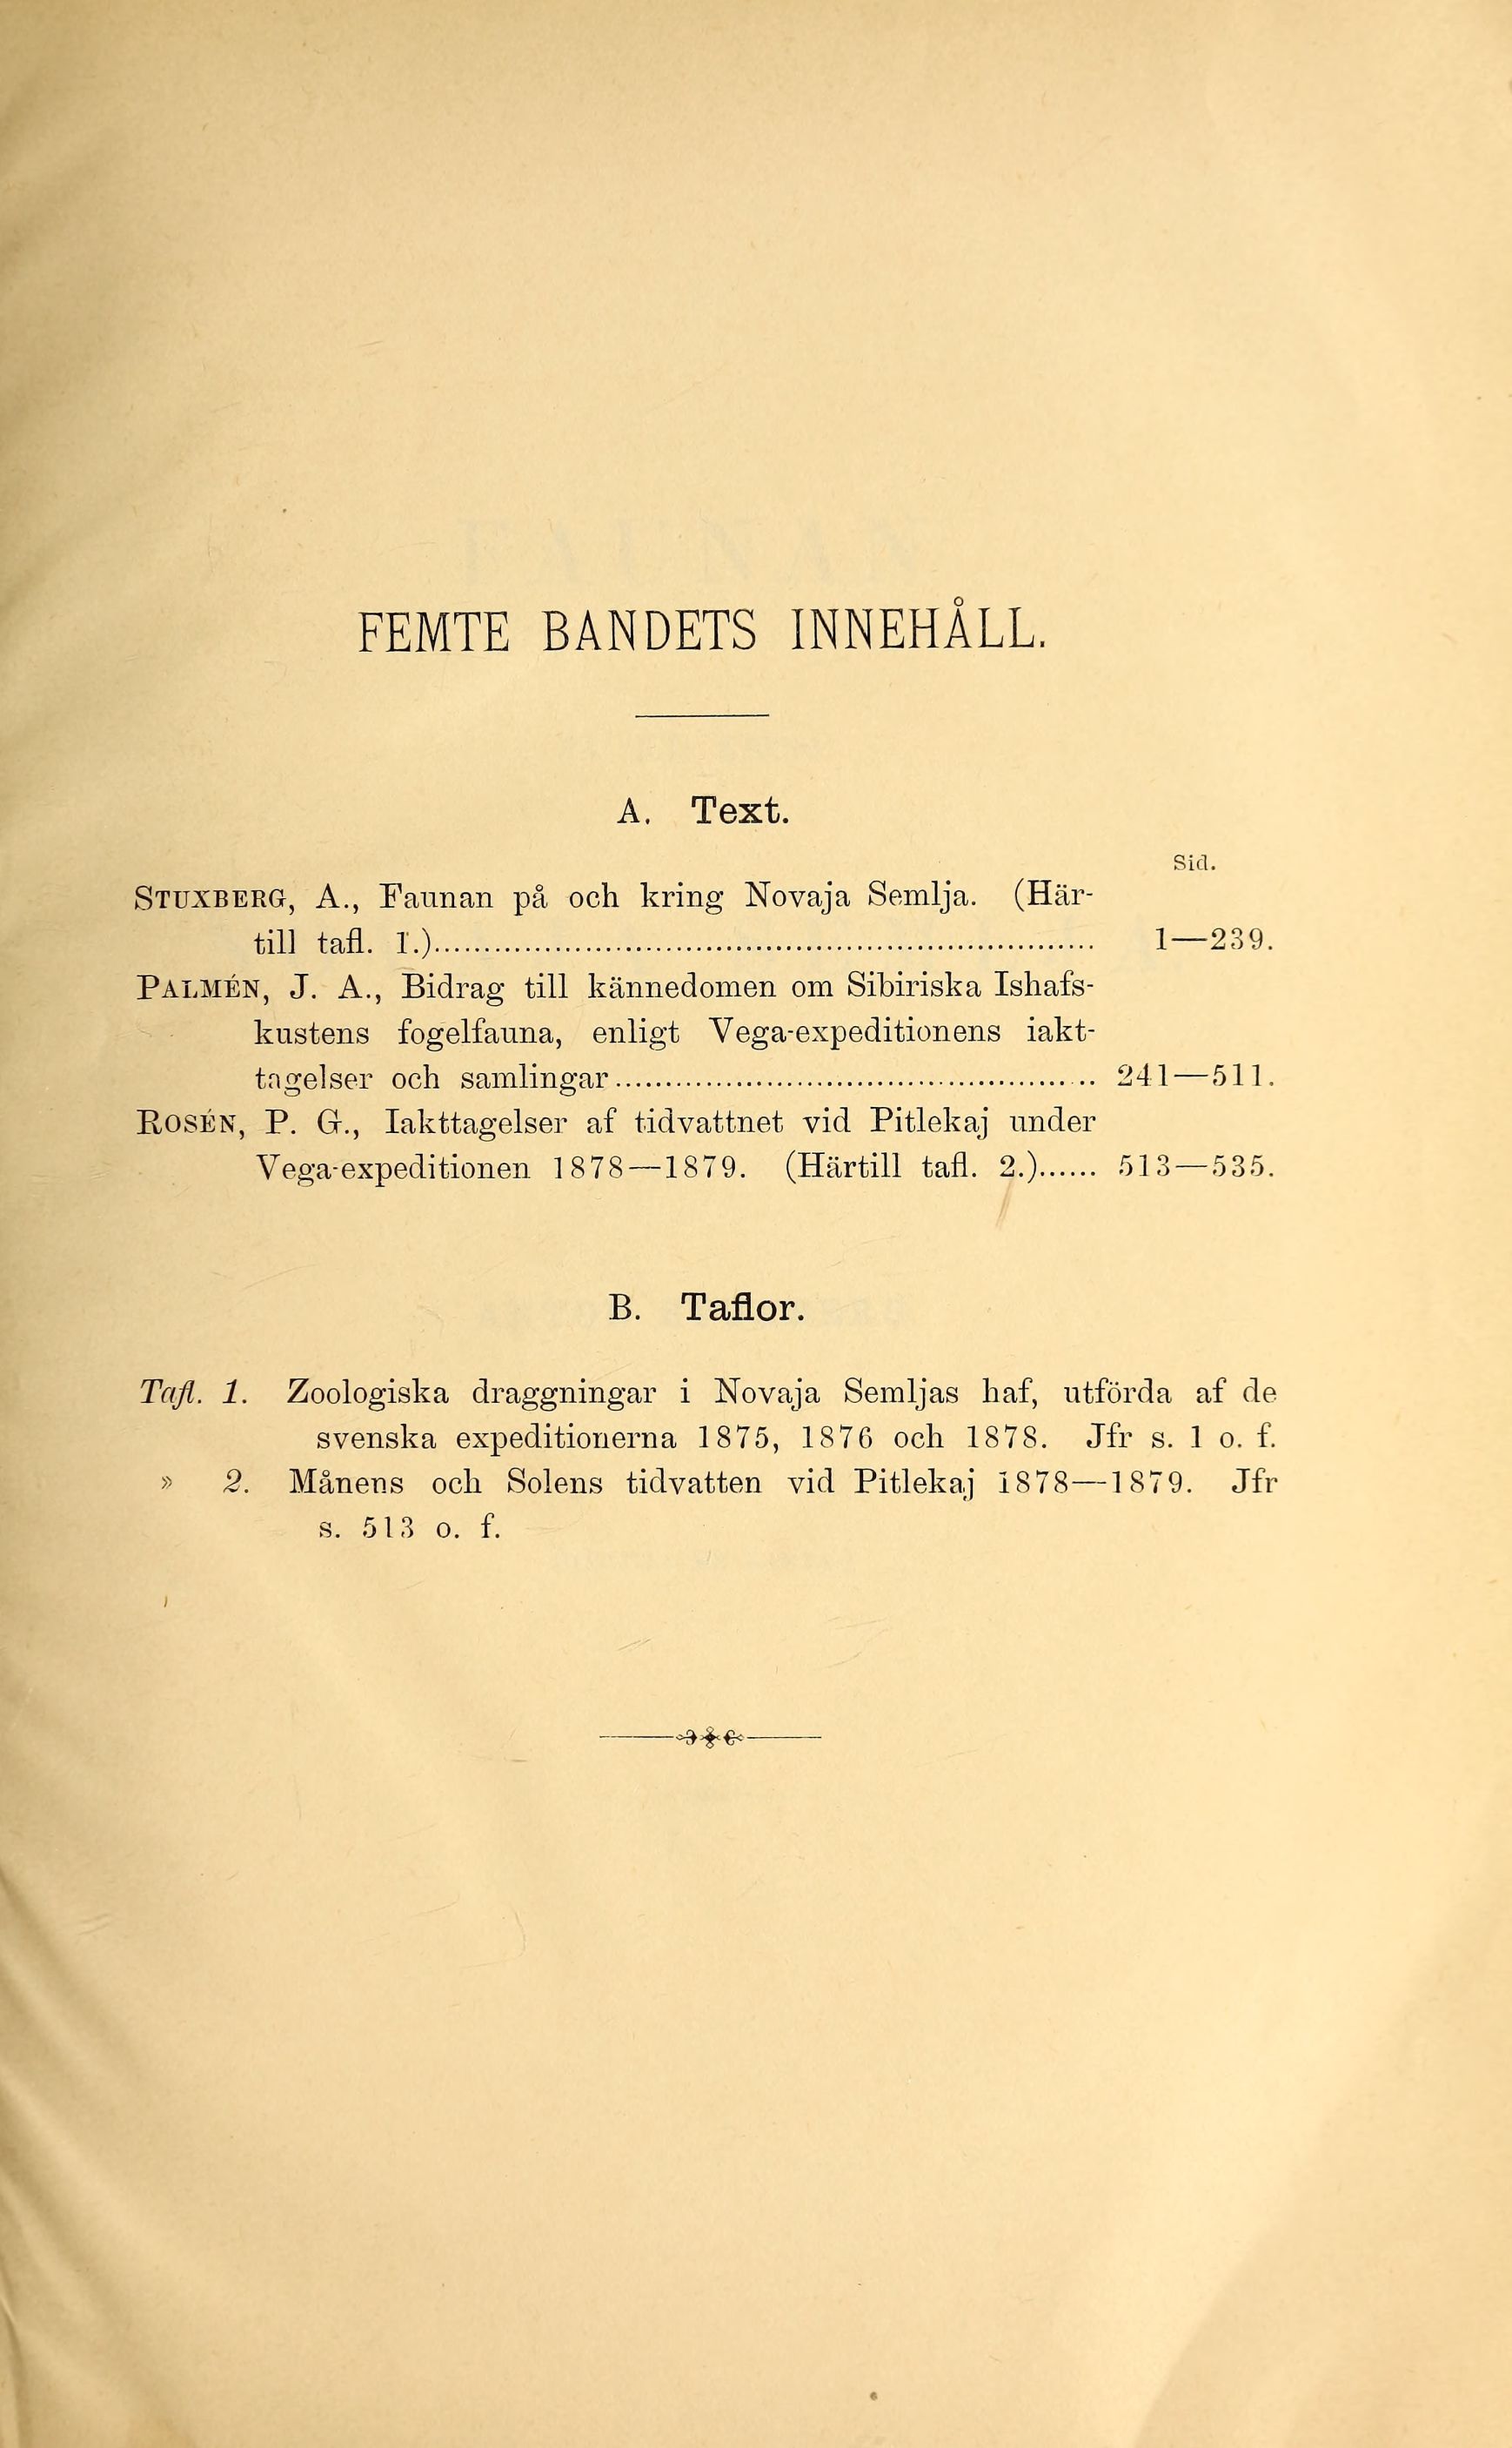 FEMTE BANDETS INNEHÅLL.
A. Text.
Sid.
STUXBERG, A., Faunan på och kring Novaja Semlja. (Här-
till tafl. 1.)........................................ 1—239.
PALMÉN, J. A., Bidrag till kännedomen om Sibiriska Ishafs-
kustens fogelfauna, enligt Vega-expeditionens iakt-
tagelser och samlingar........................................ 241—511.
ROSÉN, P. G., Iakttagelser af tidvattnet vid Pitlekaj under
Vega-expeditionen 1878—1879. (Härtill tafl. 2.)...... 513—535.
B. Taflor.
Tafl. 1. Zoologiska draggningar i Novaja Semljas haf, utförda af de
svenska expeditionerna 1875, 1876 och 1878. Jfr s. 1 o. f.
» 2. Månens och Solens tidvatten vid Pitlekaj 1878—1879. Jfr
s. 513 o. f.